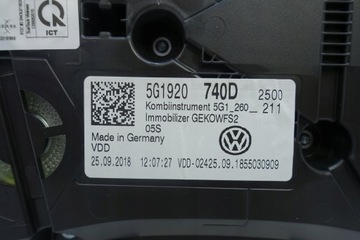 ICT
5G1920 740D 2500
Kombiinstrument 5G1_260_ 211
Immobilizer GEKOWFS2
05S
Made in Germany
VDD
25.09.2018 12:07:27 VDD-02425.09.1855030909